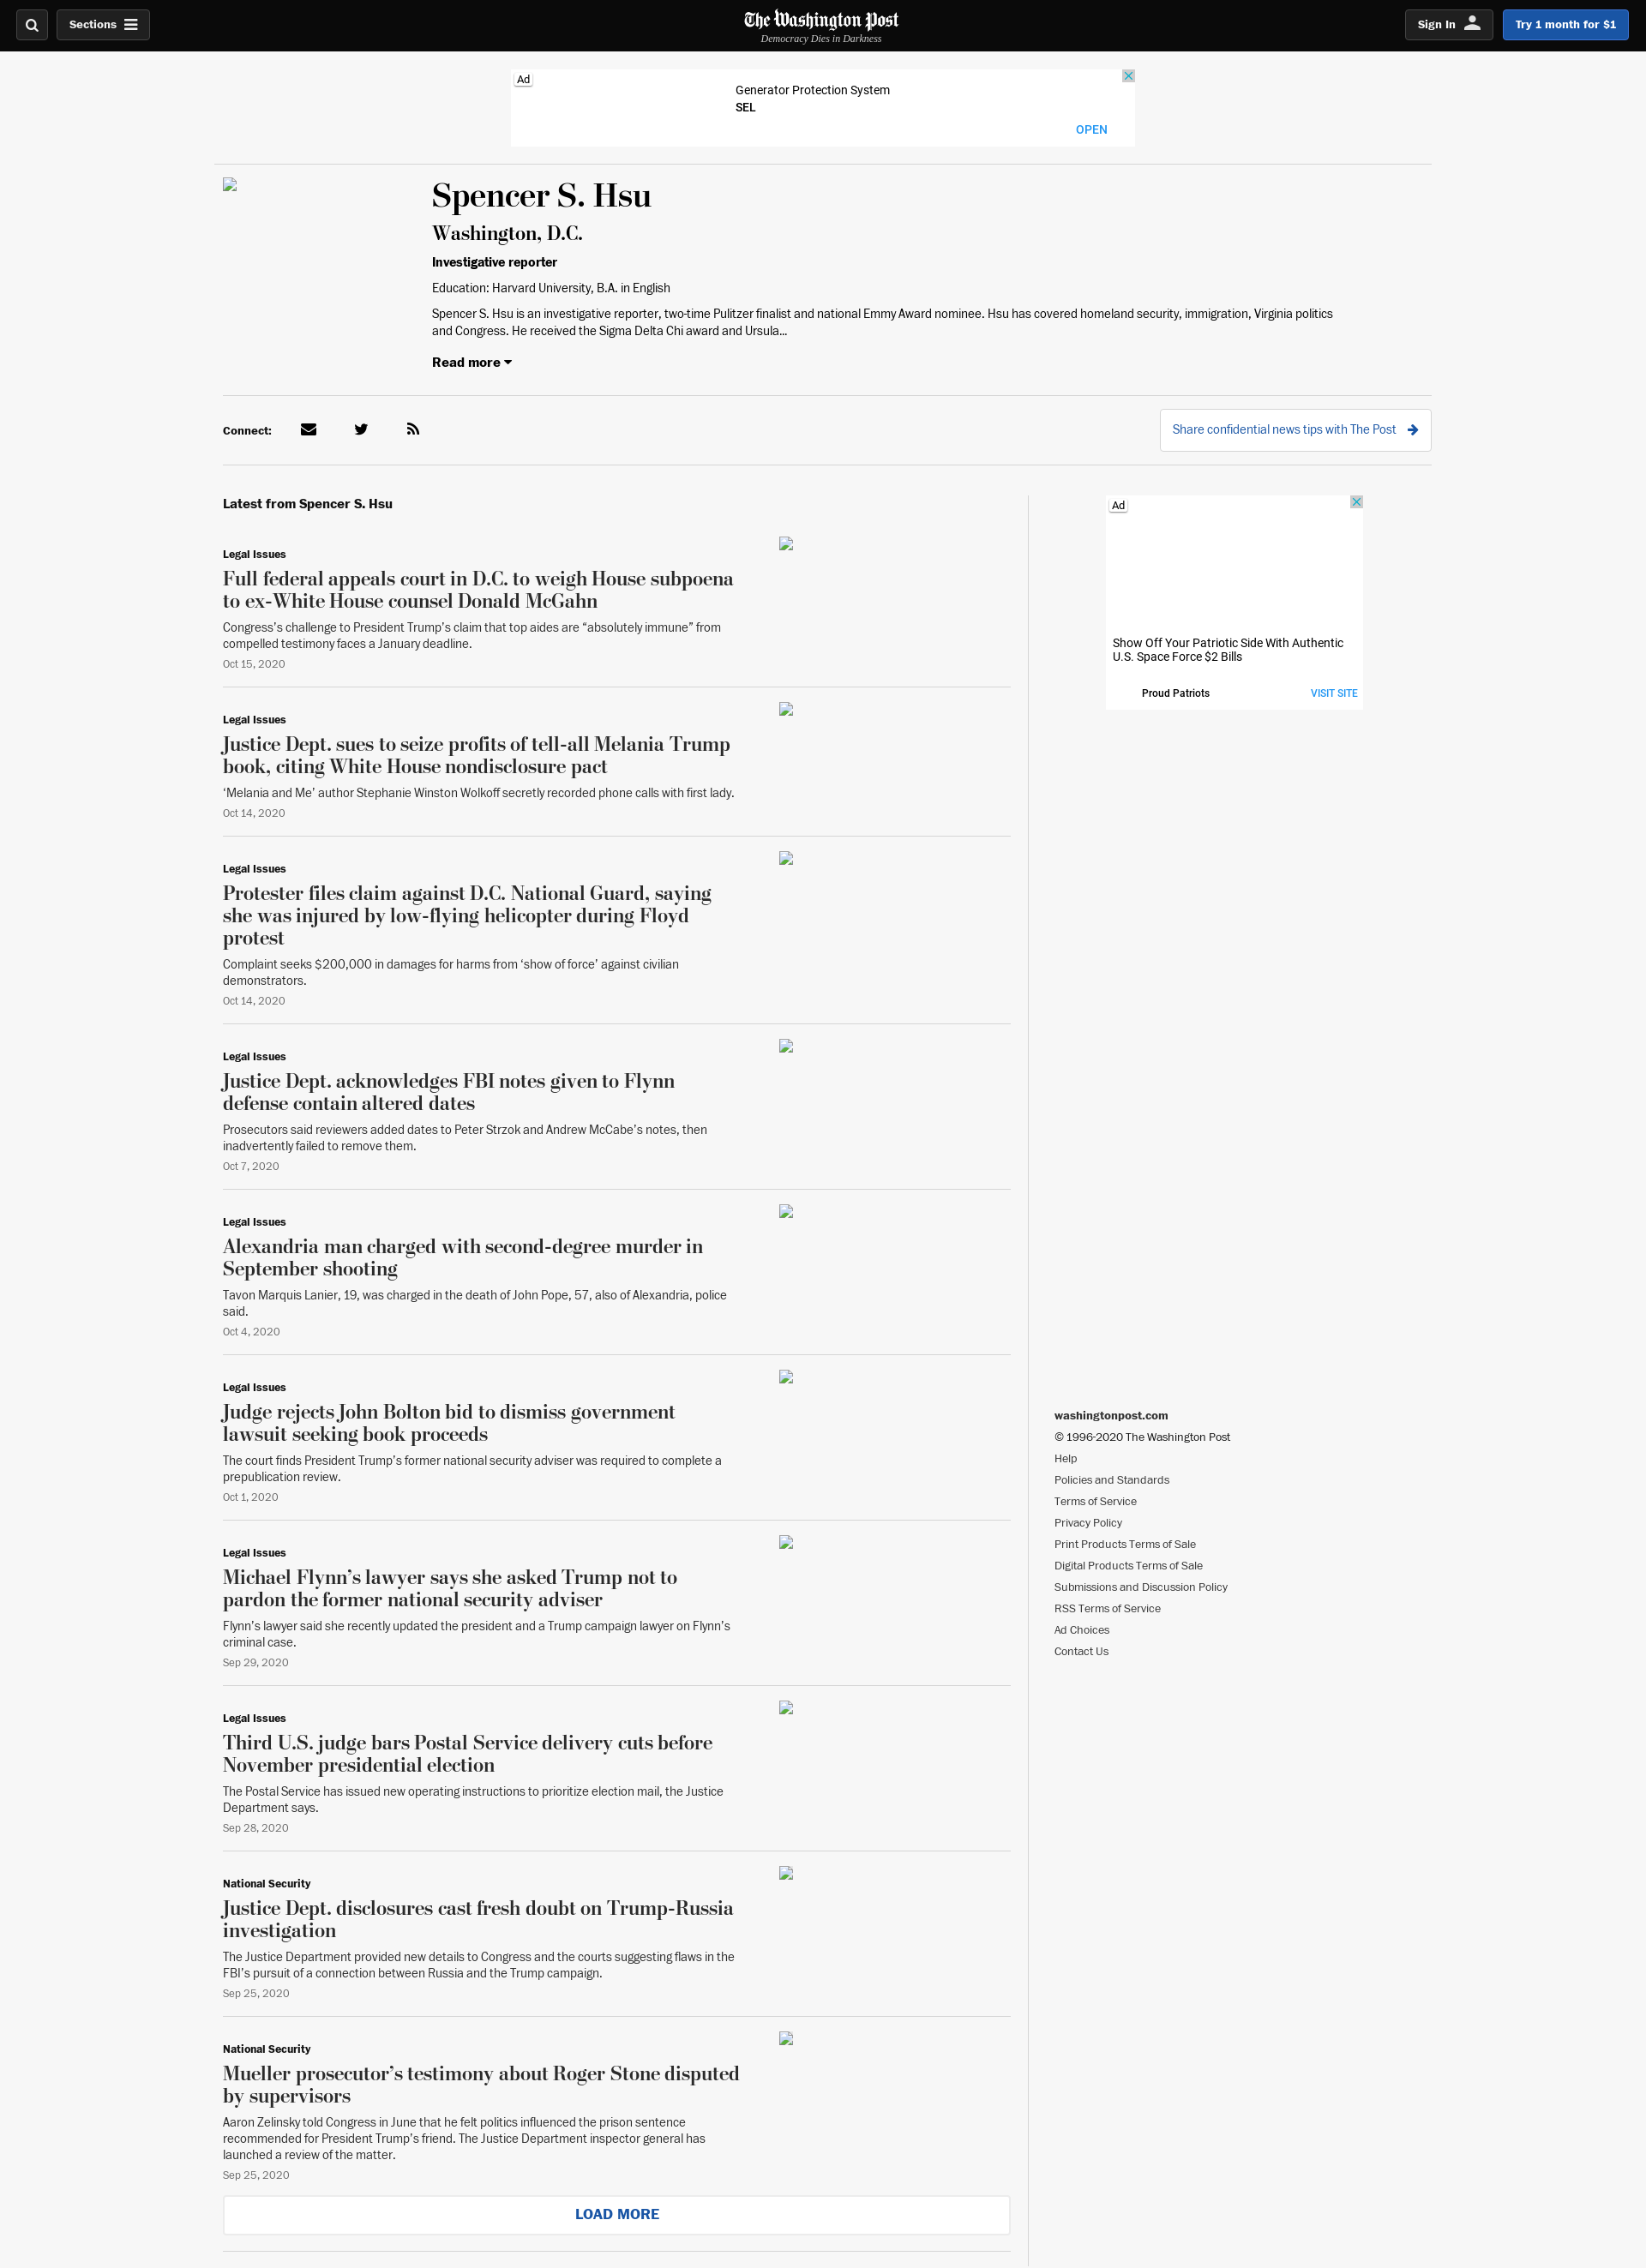 Sections
The Washington Post
Democracy Dies in Darkness
Sign In
Try 1 month for $1
Ad
Generator Protection System
SEL
OPEN
Spencer S. Hsu
Washington, D.C.
Investigative reporter
Education: Harvard University, B.A. in English
Spencer S. Hsu is an investigative reporter, two-time Pulitzer finalist and national Emmy Award nominee. Hsu has covered homeland security, immigration, Virginia politics
and Congress. He received the Sigma Delta Chi award and Ursula...
Read more
Connect:
Share confidential news tips with The Post
Latest from Spencer S. Hsu
Legal Issues
Full federal appeals court in D.C. to weigh House subpoena
to ex-White House counsel Donald McGahn
Congress’s challenge to President Trump’s claim that top aides are “absolutely immune” from
compelled testimony faces a January deadline.
Oct 15, 2020
Legal Issues
Justice Dept. sues to seize profits of tell-all Melania Trump
book, citing White House nondisclosure pact
‘Melania and Me’ author Stephanie Winston Wolkoff secretly recorded phone calls with first lady.
Oct 14, 2020
Legal Issues
Protester files claim against D.C. National Guard, saying
she was injured by low-flying helicopter during Floyd
protest
Complaint seeks $200,000 in damages for harms from ‘show of force’ against civilian
demonstrators.
Oct 14, 2020
Legal Issues
Justice Dept. acknowledges FBI notes given to Flynn
defense contain altered dates
Prosecutors said reviewers added dates to Peter Strzok and Andrew McCabe’s notes, then
inadvertently failed to remove them.
Oct 7, 2020
Legal Issues
Alexandria man charged with second-degree murder in
September shooting
Tavon Marquis Lanier, 19, was charged in the death of John Pope, 57, also of Alexandria, police
said.
Oct 4, 2020
Legal Issues
Judge rejects John Bolton bid to dismiss government
lawsuit seeking book proceeds
The court finds President Trump’s former national security adviser was required to complete a
prepublication review.
Oct 1, 2020
Legal Issues
Michael Flynn’s lawyer says she asked Trump not to
pardon the former national security adviser
Flynn’s lawyer said she recently updated the president and a Trump campaign lawyer on Flynn’s
criminal case.
Sep 29, 2020
Legal Issues
Third U.S. judge bars Postal Service delivery cuts before
November presidential election
The Postal Service has issued new operating instructions to prioritize election mail, the Justice
Department says.
Sep 28, 2020
National Security
Justice Dept. disclosures cast fresh doubt on Trump-Russia
investigation
The Justice Department provided new details to Congress and the courts suggesting flaws in the
FBI’s pursuit of a connection between Russia and the Trump campaign.
Sep 25, 2020
National Security
Mueller prosecutor’s testimony about Roger Stone disputed
by supervisors
Aaron Zelinsky told Congress in June that he felt politics influenced the prison sentence
recommended for President Trump’s friend. The Justice Department inspector general has
launched a review of the matter.
Sep 25, 2020
LOAD MORE
Ad
Show Off Your Patriotic Side With Authentic
U.S. Space Force $2 Bills
Proud Patriots
VISIT SITE
washingtonpost.com
© 1996-2020 The Washington Post
Help
Policies and Standards
Terms of Service
Privacy Policy
Print Products Terms of Sale
Digital Products Terms of Sale
Submissions and Discussion Policy
RSS Terms of Service
Ad Choices
Contact Us